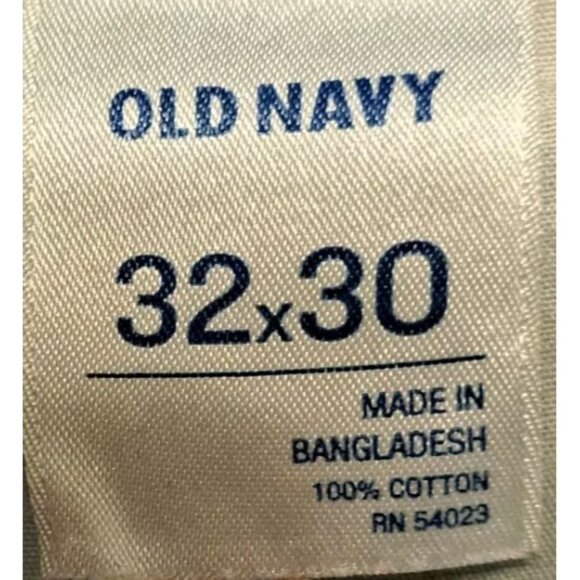 OLD NAVY
32x30
MADE IN
BANGLADESH
100% COTTON
RN 54023